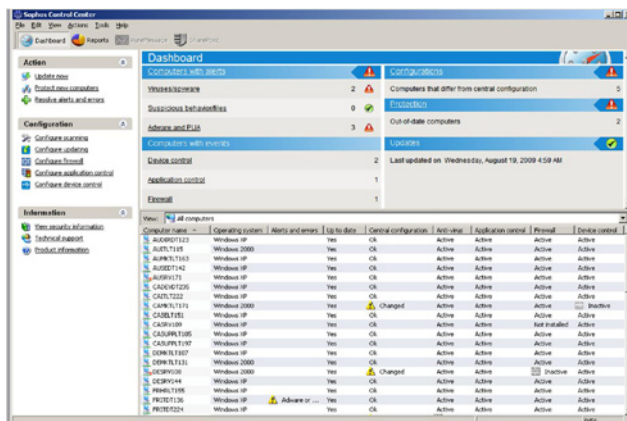 Sophos Control Center
File Edit View Actions Tools Help
Dashboard Reports SharePoint
Action
Update now
Protect new computers
Resolve alerts and errors
Configuration
Configure scanning
Configure updating
Configure firewall
Configure application control
Configure device control
Information
View security information
Technical support
Product information
Dashboard
Computers with alerts
Viruses/spyware 2
Suspicious behavior/files 0
Adware and PUA 3
Computers with events
Device control 2
Application control 1
Firewall 1
Configurations
Computers that differ from central configuration 5
Protection
Out-of-date computers 2
Updates
Last updated on Wednesday, August 19, 2009 4:59 AM
View: All computers
Computer name Operating system Alerts and errors Up to date Central configuration Anti-virus Application control Firewall Device control
Windows XP Yes Ok Active Active Active Active
AUITLT115 Windows 2000 Yes Ok Active Active Active Active
AUMKTLT163 Windows XP Yes Ok Active Active Active Active
AUSEDT142 Windows XP Yes Ok Active Active Active Active
AUSRV171 Windows XP Yes Ok Active Active Active Active
CADEVDT235 Windows XP Yes Ok Active Active Active Active
CAITLT222 Windows XP Yes Ok Active Active Active Active
CAMKTLT171 Windows 2000 Yes Changed Active Active Active Inactive
CASELT151 Windows XP Yes Ok Active Active Active Active
CASRV109 Windows XP Yes Ok Active Active Not installed Active
CASUPPLT185 Windows XP Yes Ok Active Active Active Active
CASUPPLT197 Windows XP Yes Ok Active Active Active Active
DEMKTLT107 Windows XP Yes Ok Active Active Active Active
DEMKTLT131 Windows 2000 Yes Ok Active Active Active Active
DESRV108 Windows 2000 Yes Changed Active Active Inactive Active
DESRV144 Windows XP Yes Ok Active Active Active Active
FRHRLT155 Windows XP Yes Ok Active Active Active Active
FRITDT136 Windows XP Adware or ... Yes Ok Active Active Active Active
FRITDT224 Windows XP Yes Ok Active Active Active Active